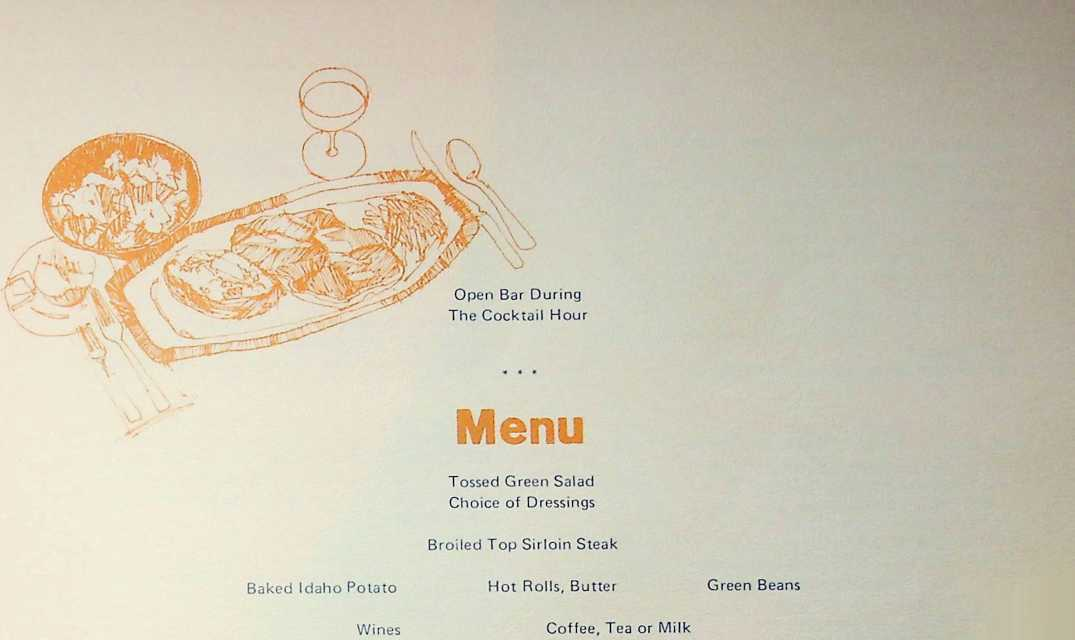 Open Bar During
The Cocktail Hour
* * *
Menu
Tossed Green Salad
Choice of Dressings
Broiled Top Sirloin Steak
Baked Idaho Potato Hot Rolls, Butter Green Beans
Wines Coffee, Tea or Milk